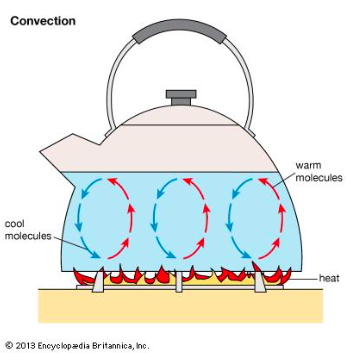 Convection
warm
molecules
cool
molecules
heat
© 2013 Encyclopædia Britannica, Inc.